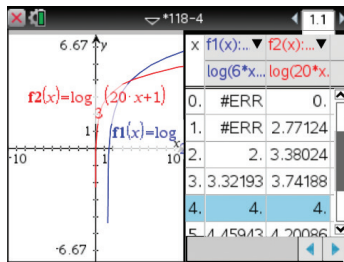 *118-4
1.1
6.67
y
f2(x)=log (20·x+1)
3
f1(x)=log
1
x
-10
1
10
-6.67
x f1(x):... ▼ f2(x):... ▼
log(6*x... log(20*x.
0. #ERR 0.
1. #ERR 2.77124
2. 2. 3.38024
3. 3.32193 3.74188
4. 4. 4.
5. 4.45943 4.20086